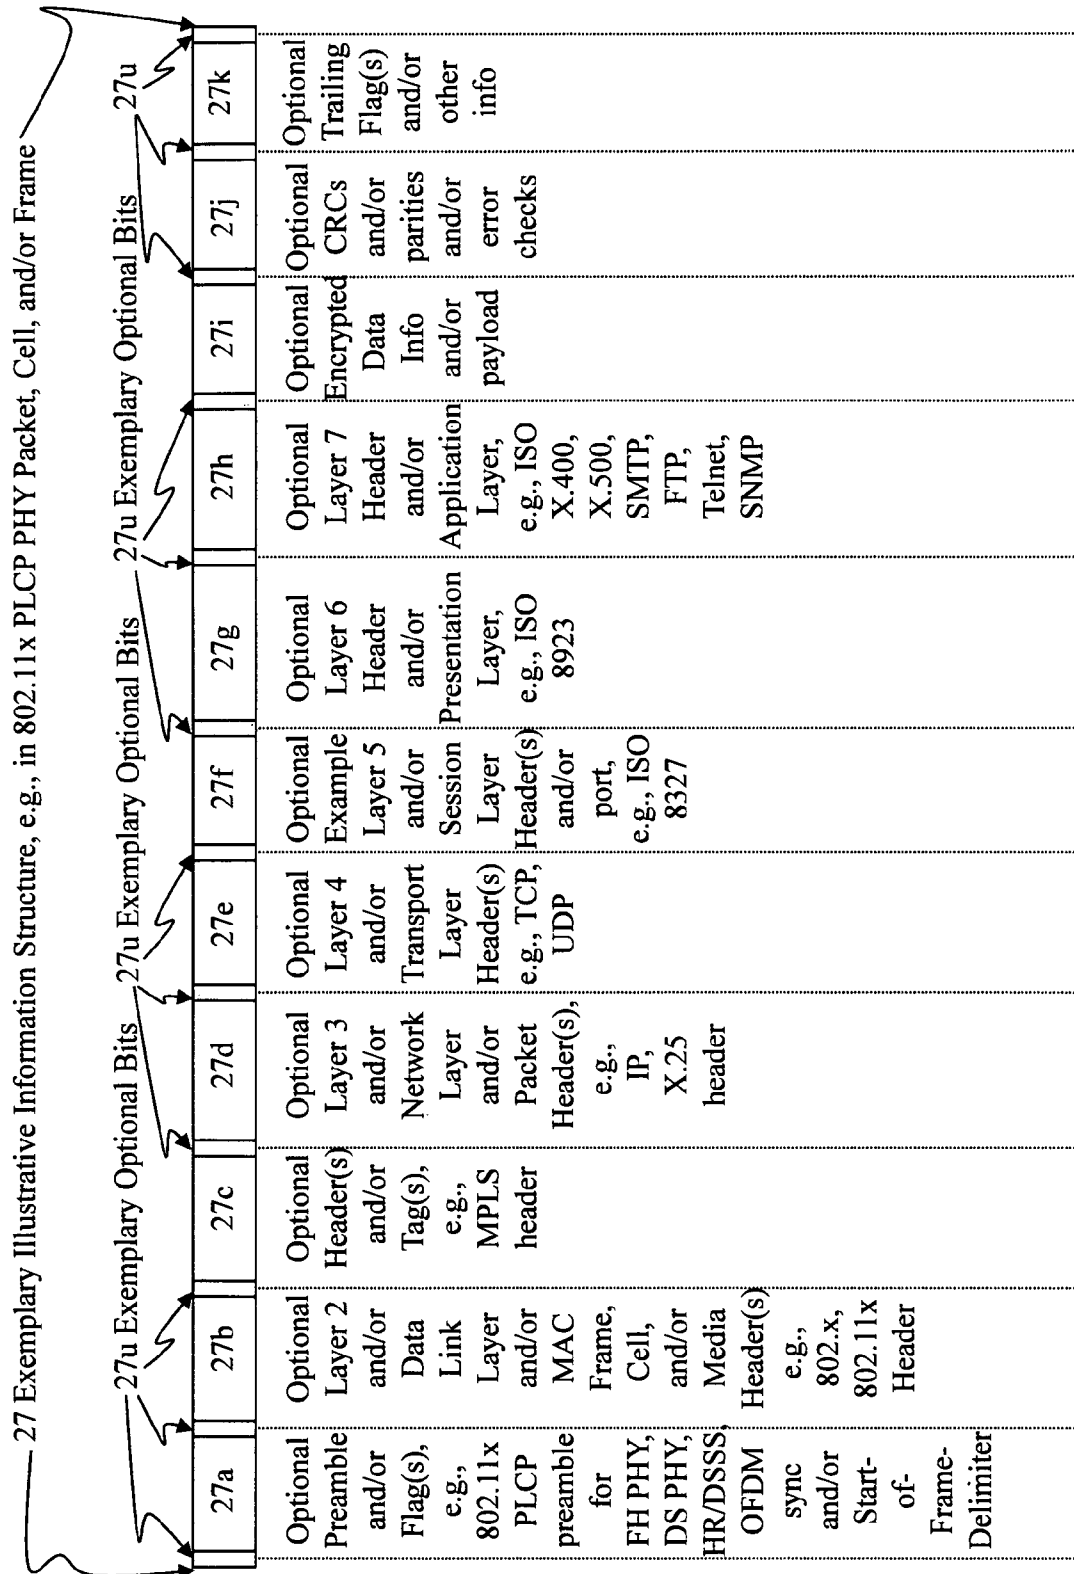 27 Exemplary Illustrative Information Structure, e.g., in 802.11x PLCP PHY Packet, Cell, and/or Frame
27u Exemplary Optional Bits
27u Exemplary Optional Bits
27u Exemplary Optional Bits
27u
27a
27b
27c
27d
27e
27f
27g
27h
27i
27j
27k
Optional
Preamble
and/or
Flag(s),
e.g.,
802.11x
PLCP
preamble
for
FH PHY,
DS PHY,
HR/DSSS,
OFDM
sync
and/or
Start-
of-
Frame-
Delimiter
Optional
Layer 2
and/or
Data
Link
Layer
and/or
MAC
Frame,
Cell,
and/or
Media
Header(s)
e.g.,
802.x,
802.11x
Header
Optional
Header(s)
and/or
Tag(s),
e.g.,
MPLS
header
Optional
Layer 3
and/or
Network
Layer
and/or
Packet
Header(s),
e.g.,
IP,
X.25
header
Optional
Layer 4
and/or
Transport
Layer
Header(s)
e.g., TCP,
UDP
Optional
Example
Layer 5
and/or
Session
Layer
Header(s)
and/or
port,
e.g., ISO
8327
Optional
Layer 6
Header
and/or
Presentation
Layer,
e.g., ISO
8923
Optional
Layer 7
Header
and/or
Application
Layer,
e.g., ISO
X.400,
X.500,
SMTP,
FTP,
Telnet,
SNMP
Optional
Encrypted
Data
Info
and/or
payload
Optional
CRCs
and/or
parities
and/or
error
checks
Optional
Trailing
Flag(s)
and/or
other
info